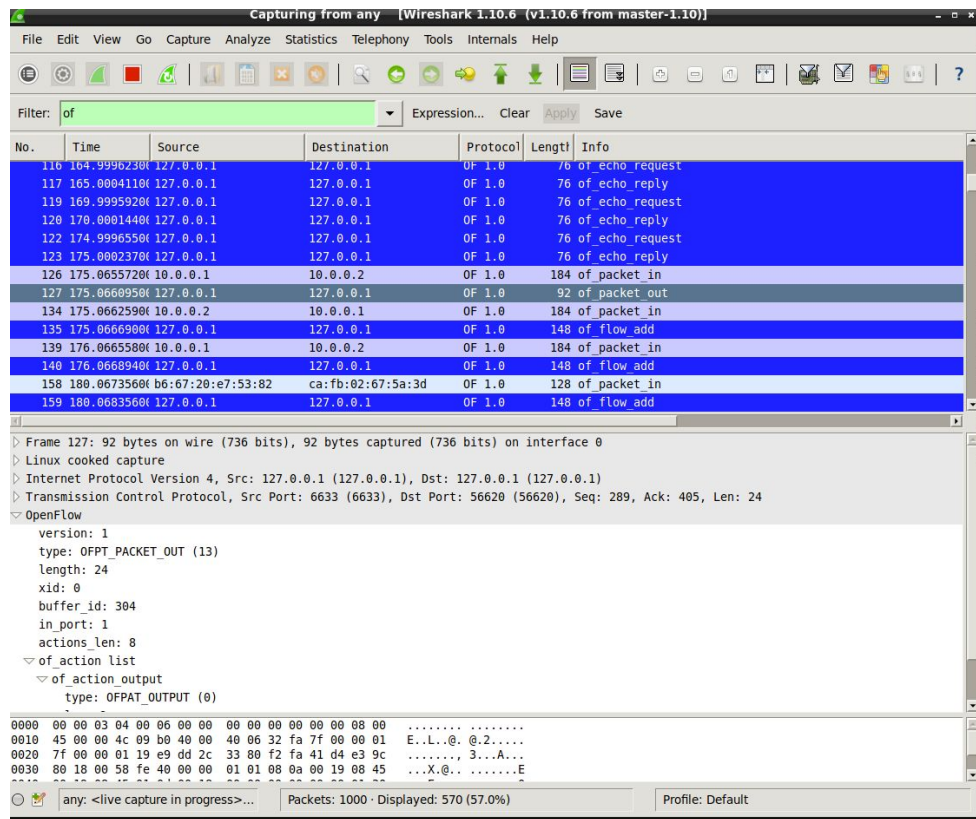 Capturing from any [Wireshark 1.10.6 (v1.10.6 from master-1.10)]
File Edit View Go Capture Analyze Statistics Telephony Tools Internals Help
Filter: of Expression... Clear Apply Save
No. Time Source Destination Protocol Length Info
116 164.99962300 127.0.0.1 127.0.0.1 OF 1.0 76 of_echo_request
117 165.00041100 127.0.0.1 127.0.0.1 OF 1.0 76 of_echo_reply
119 169.99959200 127.0.0.1 127.0.0.1 OF 1.0 76 of_echo_request
120 170.00014400 127.0.0.1 127.0.0.1 OF 1.0 76 of_echo_reply
122 174.99965500 127.0.0.1 127.0.0.1 OF 1.0 76 of_echo_request
123 175.00023700 127.0.0.1 127.0.0.1 OF 1.0 76 of_echo_reply
126 175.06557200 10.0.0.1 10.0.0.2 OF 1.0 184 of_packet_in
127 175.06609500 127.0.0.1 127.0.0.1 OF 1.0 92 of_packet_out
134 175.06625900 10.0.0.2 10.0.0.1 OF 1.0 184 of_packet_in
135 175.06669000 127.0.0.1 127.0.0.1 OF 1.0 148 of_flow_add
139 176.06655800 10.0.0.1 10.0.0.2 OF 1.0 184 of_packet_in
140 176.06689400 127.0.0.1 127.0.0.1 OF 1.0 148 of_flow_add
158 180.06735600 b6:67:20:e7:53:82 ca:fb:02:67:5a:3d OF 1.0 128 of_packet_in
159 180.06835600 127.0.0.1 127.0.0.1 OF 1.0 148 of_flow_add
Frame 127: 92 bytes on wire (736 bits), 92 bytes captured (736 bits) on interface 0
Linux cooked capture
Internet Protocol Version 4, Src: 127.0.0.1 (127.0.0.1), Dst: 127.0.0.1 (127.0.0.1)
Transmission Control Protocol, Src Port: 6633 (6633), Dst Port: 56620 (56620), Seq: 289, Ack: 405, Len: 24
OpenFlow
version: 1
type: OFPT_PACKET_OUT (13)
length: 24
xid: 0
buffer_id: 304
in_port: 1
actions_len: 8
of_action list
of_action_output
type: OFPAT_OUTPUT (0)
0000 00 00 03 04 00 06 00 00 00 00 00 00 00 00 08 00 ........ ........
0010 45 00 00 4c 09 b0 40 00 40 06 32 fa 7f 00 00 01 E..L..@. @.2.....
0020 7f 00 00 01 19 e9 dd 2c 33 80 f2 fa 41 d4 e3 9c ......., 3...A...
0030 80 18 00 58 fe 40 00 00 01 01 08 0a 00 19 08 45 ...X.@.. .......E
any: <live capture in progress>... Packets: 1000 · Displayed: 570 (57.0%) Profile: Default